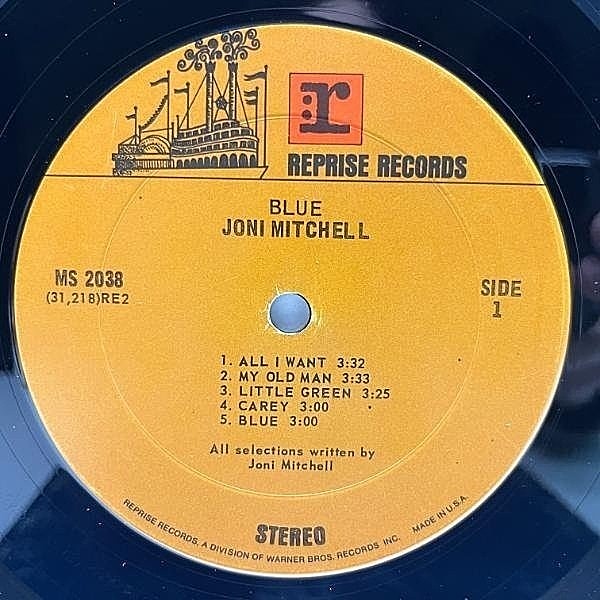 r
REPRISE RECORDS
BLUE
JONI MITCHELL
MS 2038
(31,218)RE2
SIDE
1
1. ALL I WANT 3:32
2. MY OLD MAN 3:33
3. LITTLE GREEN 3:25
4. CAREY 3:00
5. BLUE 3:00
All selections written by
Joni Mitchell
STEREO
REPRISE RECORDS, A DIVISION OF WARNER BROS. RECORDS INC. MADE IN U.S.A.